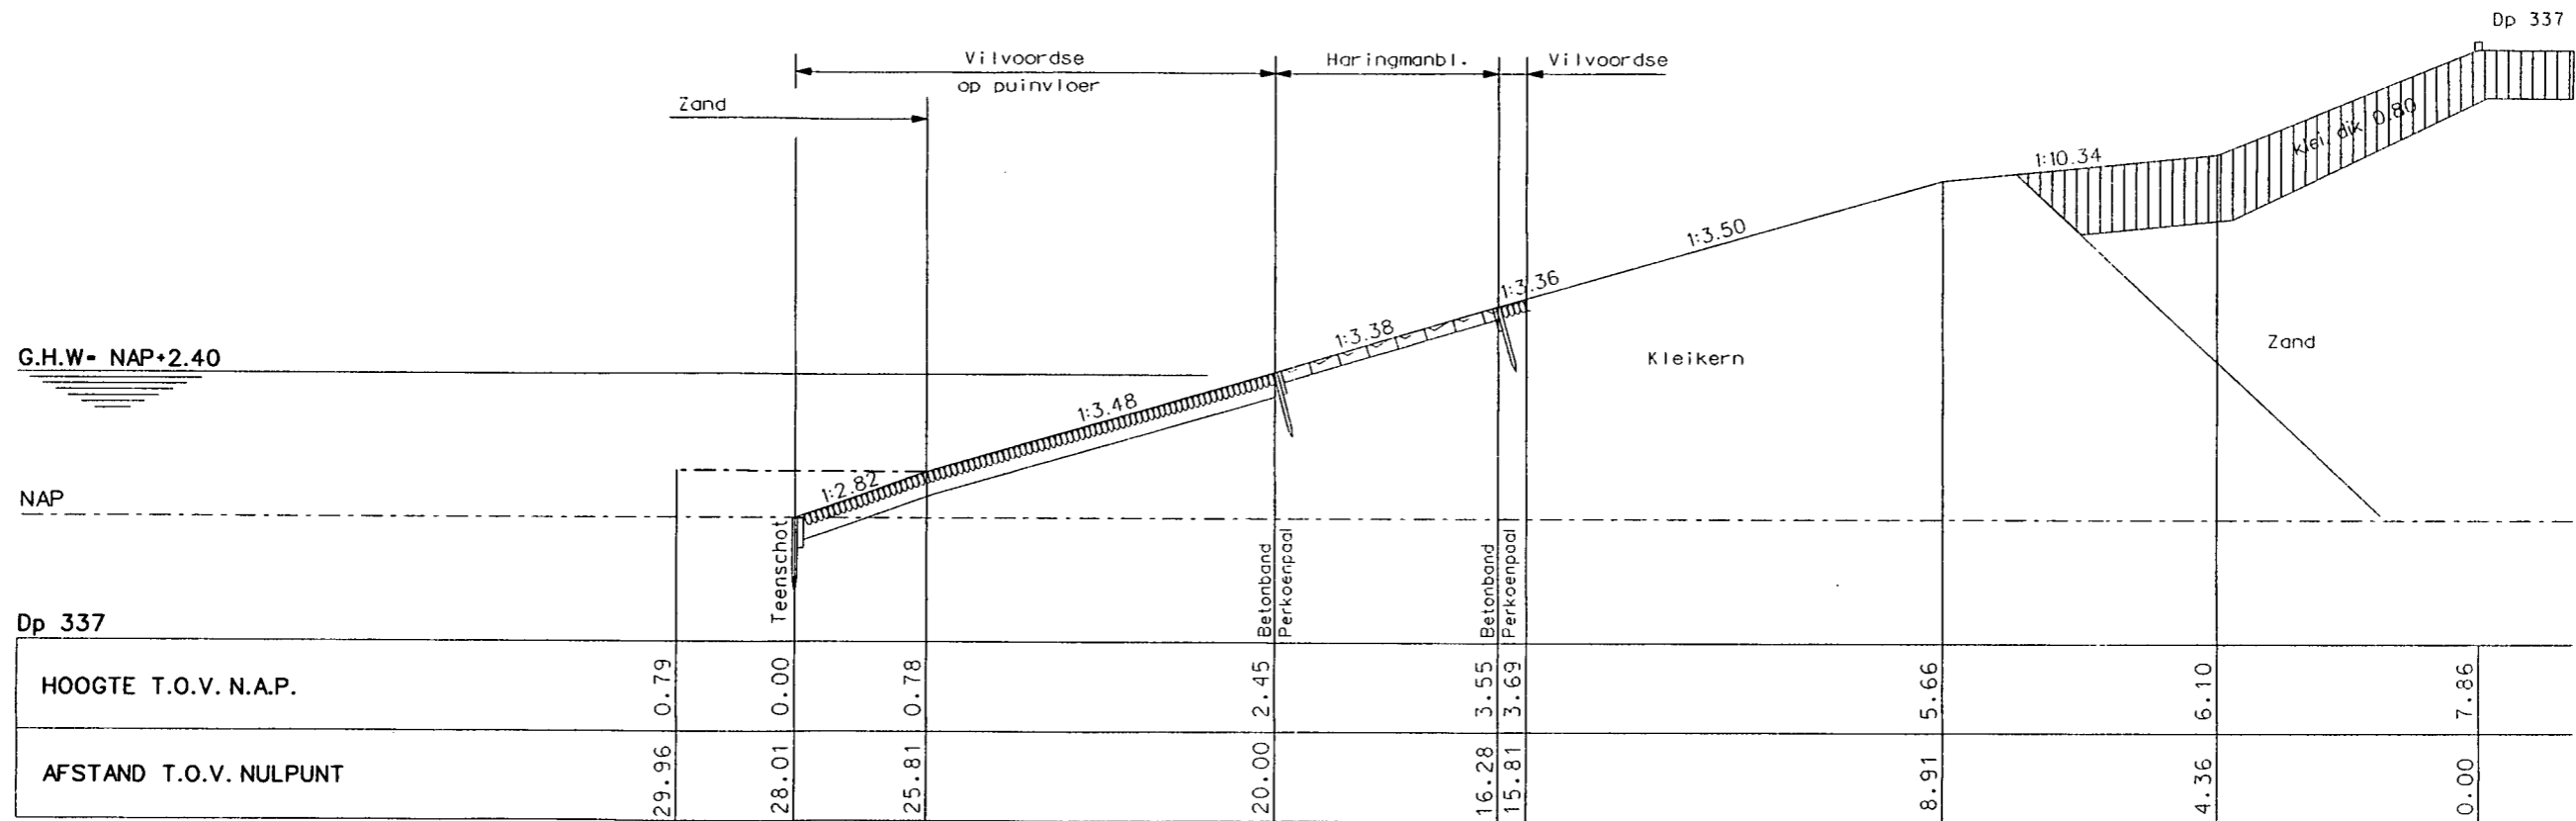 Dp 337
Vilvoordse
op puinvloer
Haringmanbl.
Vilvoordse
Zand
klei dik 0.80
1:10.34
1:3.50
1:3.36
1:3.38
1:3.48
1:2.82
Kleikern
Zand
G.H.W= NAP+2.40
NAP
Teenschot
Betonband
Perkoenpaal
Betonband
Perkoenpaal
Dp 337
HOOGTE T.O.V. N.A.P. 0.79 0.00 0.78 2.45 3.55 3.69 5.66 6.10 7.86
AFSTAND T.O.V. NULPUNT 29.96 28.01 25.81 20.00 16.28 15.81 8.91 4.36 0.00